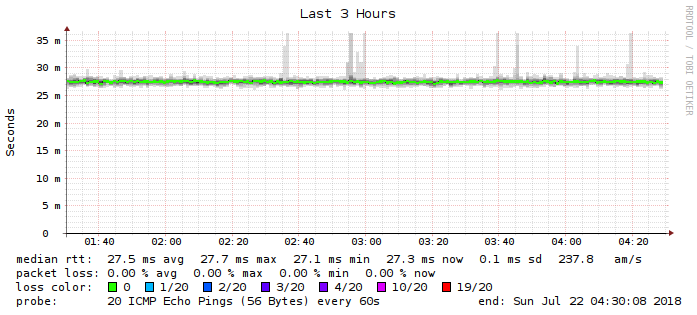 Last 3 Hours
RRDTOOL / TOBI OETIKER
Seconds
35 m
30 m
25 m
20 m
15 m
10 m
5 m
0
01:40 02:00 02:20 02:40 03:00 03:20 03:40 04:00 04:20
median rtt: 27.5 ms avg 27.7 ms max 27.1 ms min 27.3 ms now 0.1 ms sd 237.8 am/s
packet loss: 0.00 % avg 0.00 % max 0.00 % min 0.00 % now
loss color: 0 1/20 2/20 3/20 4/20 10/20 19/20
probe: 20 ICMP Echo Pings (56 Bytes) every 60s end: Sun Jul 22 04:30:08 2018